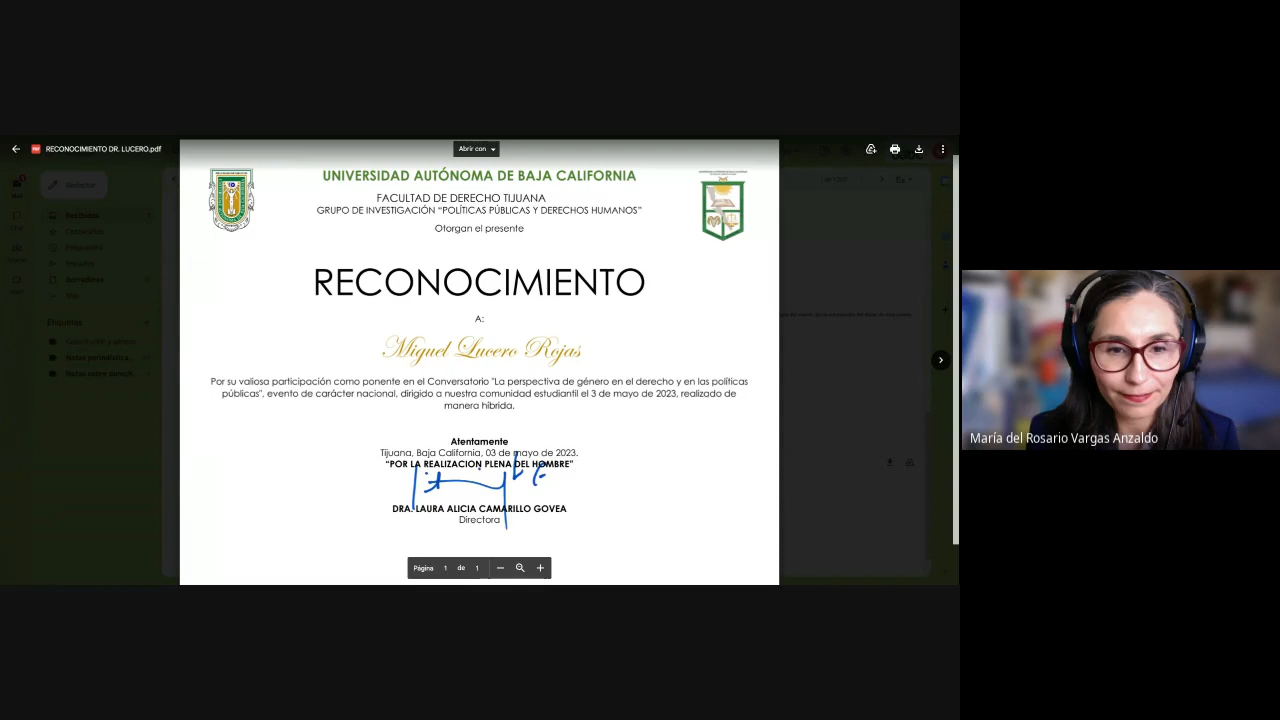 RECONOCIMIENTO DR. LUCERO.pdf
Abrir con
UNIVERSIDAD AUTÓNOMA DE BAJA CALIFORNIA
FACULTAD DE DERECHO TIJUANA
GRUPO DE INVESTIGACIÓN “POLÍTICAS PÚBLICAS Y DERECHOS HUMANOS”
Otorgan el presente
RECONOCIMIENTO
A:
Miguel Lucero Rojas
Por su valiosa participación como ponente en el Conversatorio "La perspectiva de género en el derecho y en las políticas
públicas", evento de carácter nacional, dirigido a nuestra comunidad estudiantil el 3 de mayo de 2023, realizado de
manera híbrida.
Atentamente
Tijuana, Baja California, 03 de mayo de 2023.
“POR LA REALIZACION PLENA DEL HOMBRE”
DRA. LAURA ALICIA CAMARILLO GOVEA
Directora
Página 1 de 1
Redactar
Recibidos
Etiquetas
María del Rosario Vargas Anzaldo